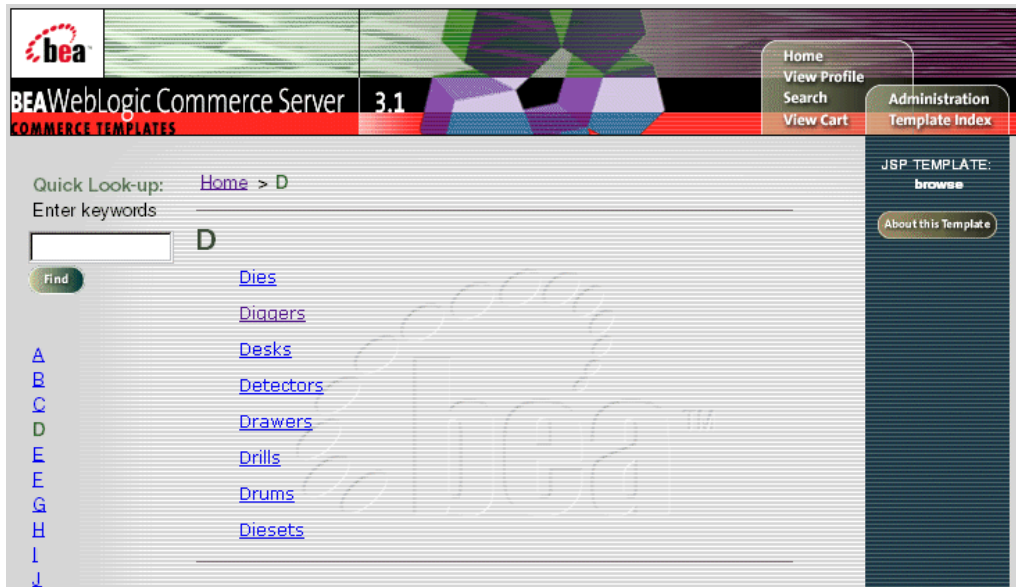 bea
Home
View Profile
Search
View Cart
Administration
Template Index
BEAWebLogic Commerce Server 3.1
COMMERCE TEMPLATES
JSP TEMPLATE:
browse
About this Template
Quick Look-up:
Enter keywords
Find
A
B
C
D
E
F
G
H
I
J
Home > D
D
Dies
Diggers
Desks
Detectors
Drawers
Drills
Drums
Diesets
bea TM